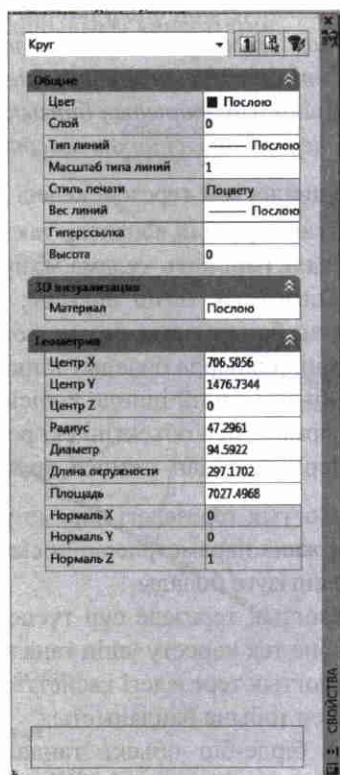 Круг
Общие
Цвет Послою
Слой 0
Тип линий Послою
Масштаб типа линий 1
Стиль печати Поцвету
Вес линий Послою
Гиперссылка
Высота 0
3D визуализация
Материал Послою
Геометрия
Центр X 706.5056
Центр Y 1476.7344
Центр Z 0
Радиус 47.2961
Диаметр 94.5922
Длина окружности 297.1702
Площадь 7027.4968
Нормаль X 0
Нормаль Y 0
Нормаль Z 1
СВОЙСТВА